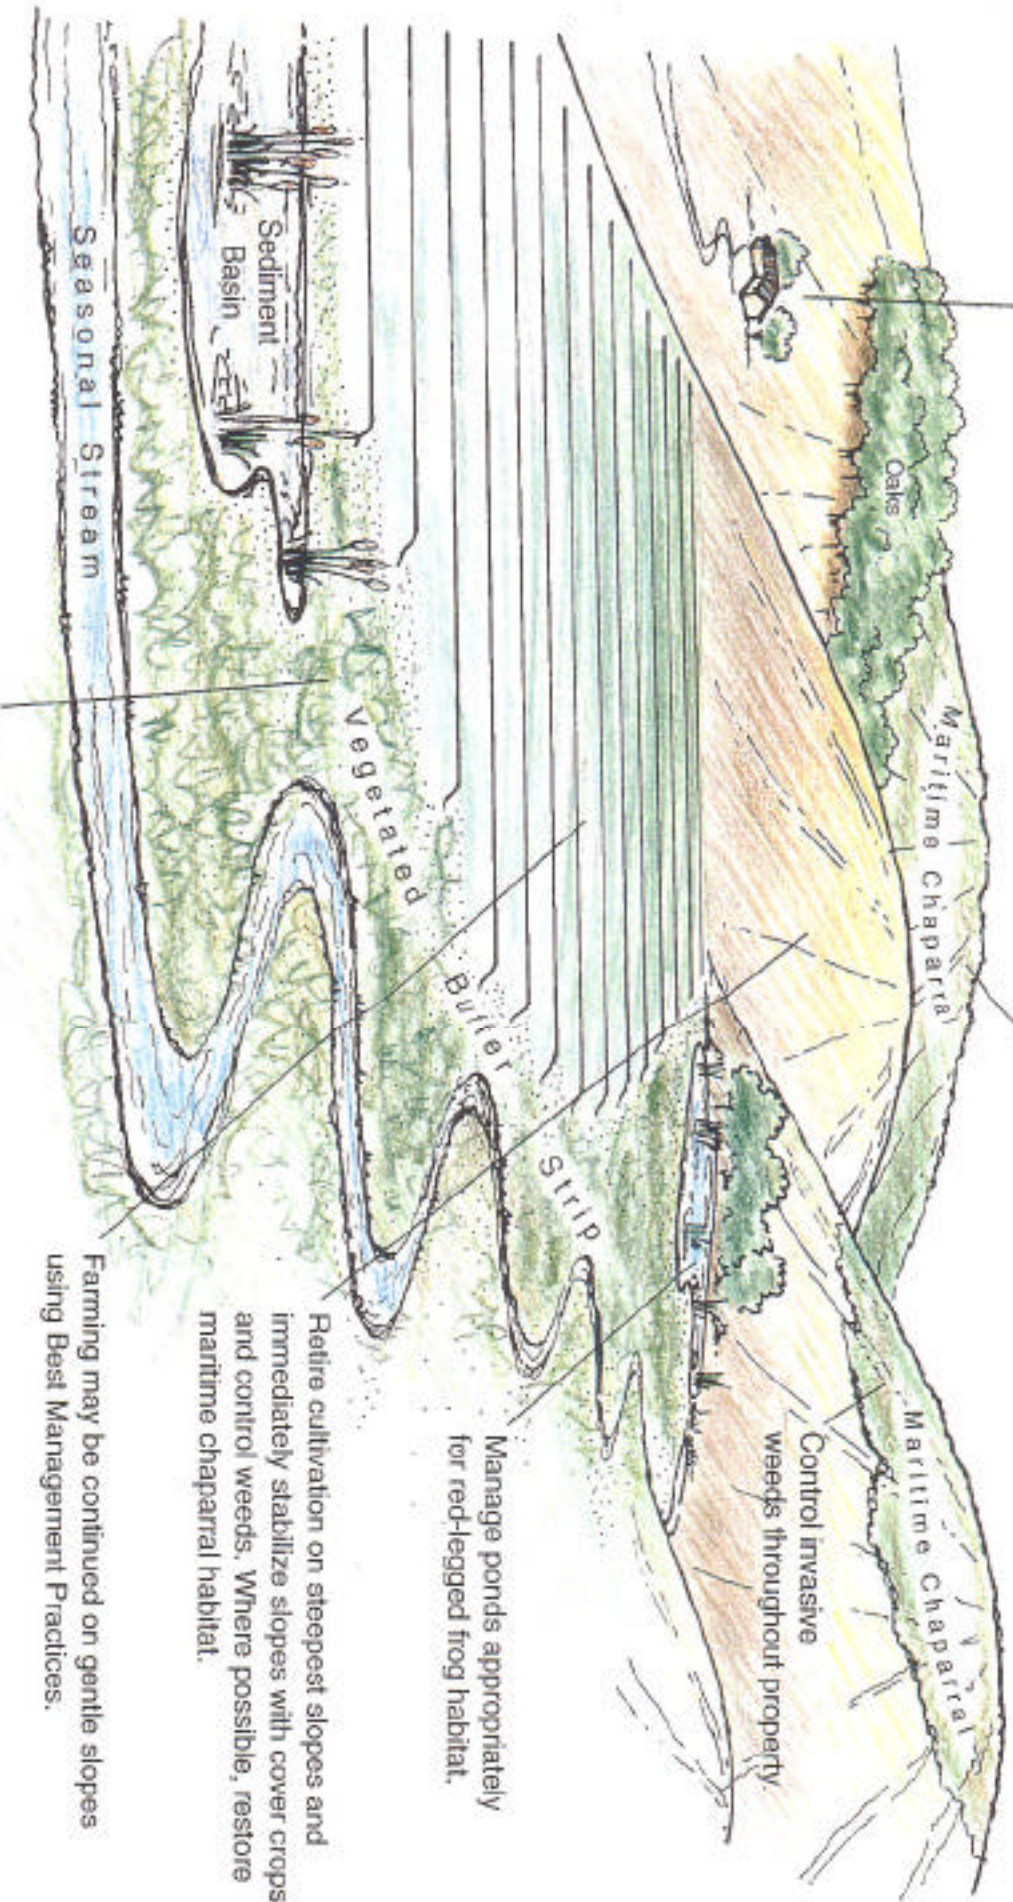 Maritime Chaparral
Maritime Chaparral
Oaks
Control invasive
weeds throughout property.
Manage ponds appropriately
for red-legged frog habitat.
Retire cultivation on steepest slopes and
immediately stabilize slopes with cover crops
and control weeds. Where possible, restore
maritime chaparral habitat.
Farming may be continued on gentle slopes
using Best Management Practices.
Vegetated Buffer Strip
Sediment
Basin
Seasonal Stream